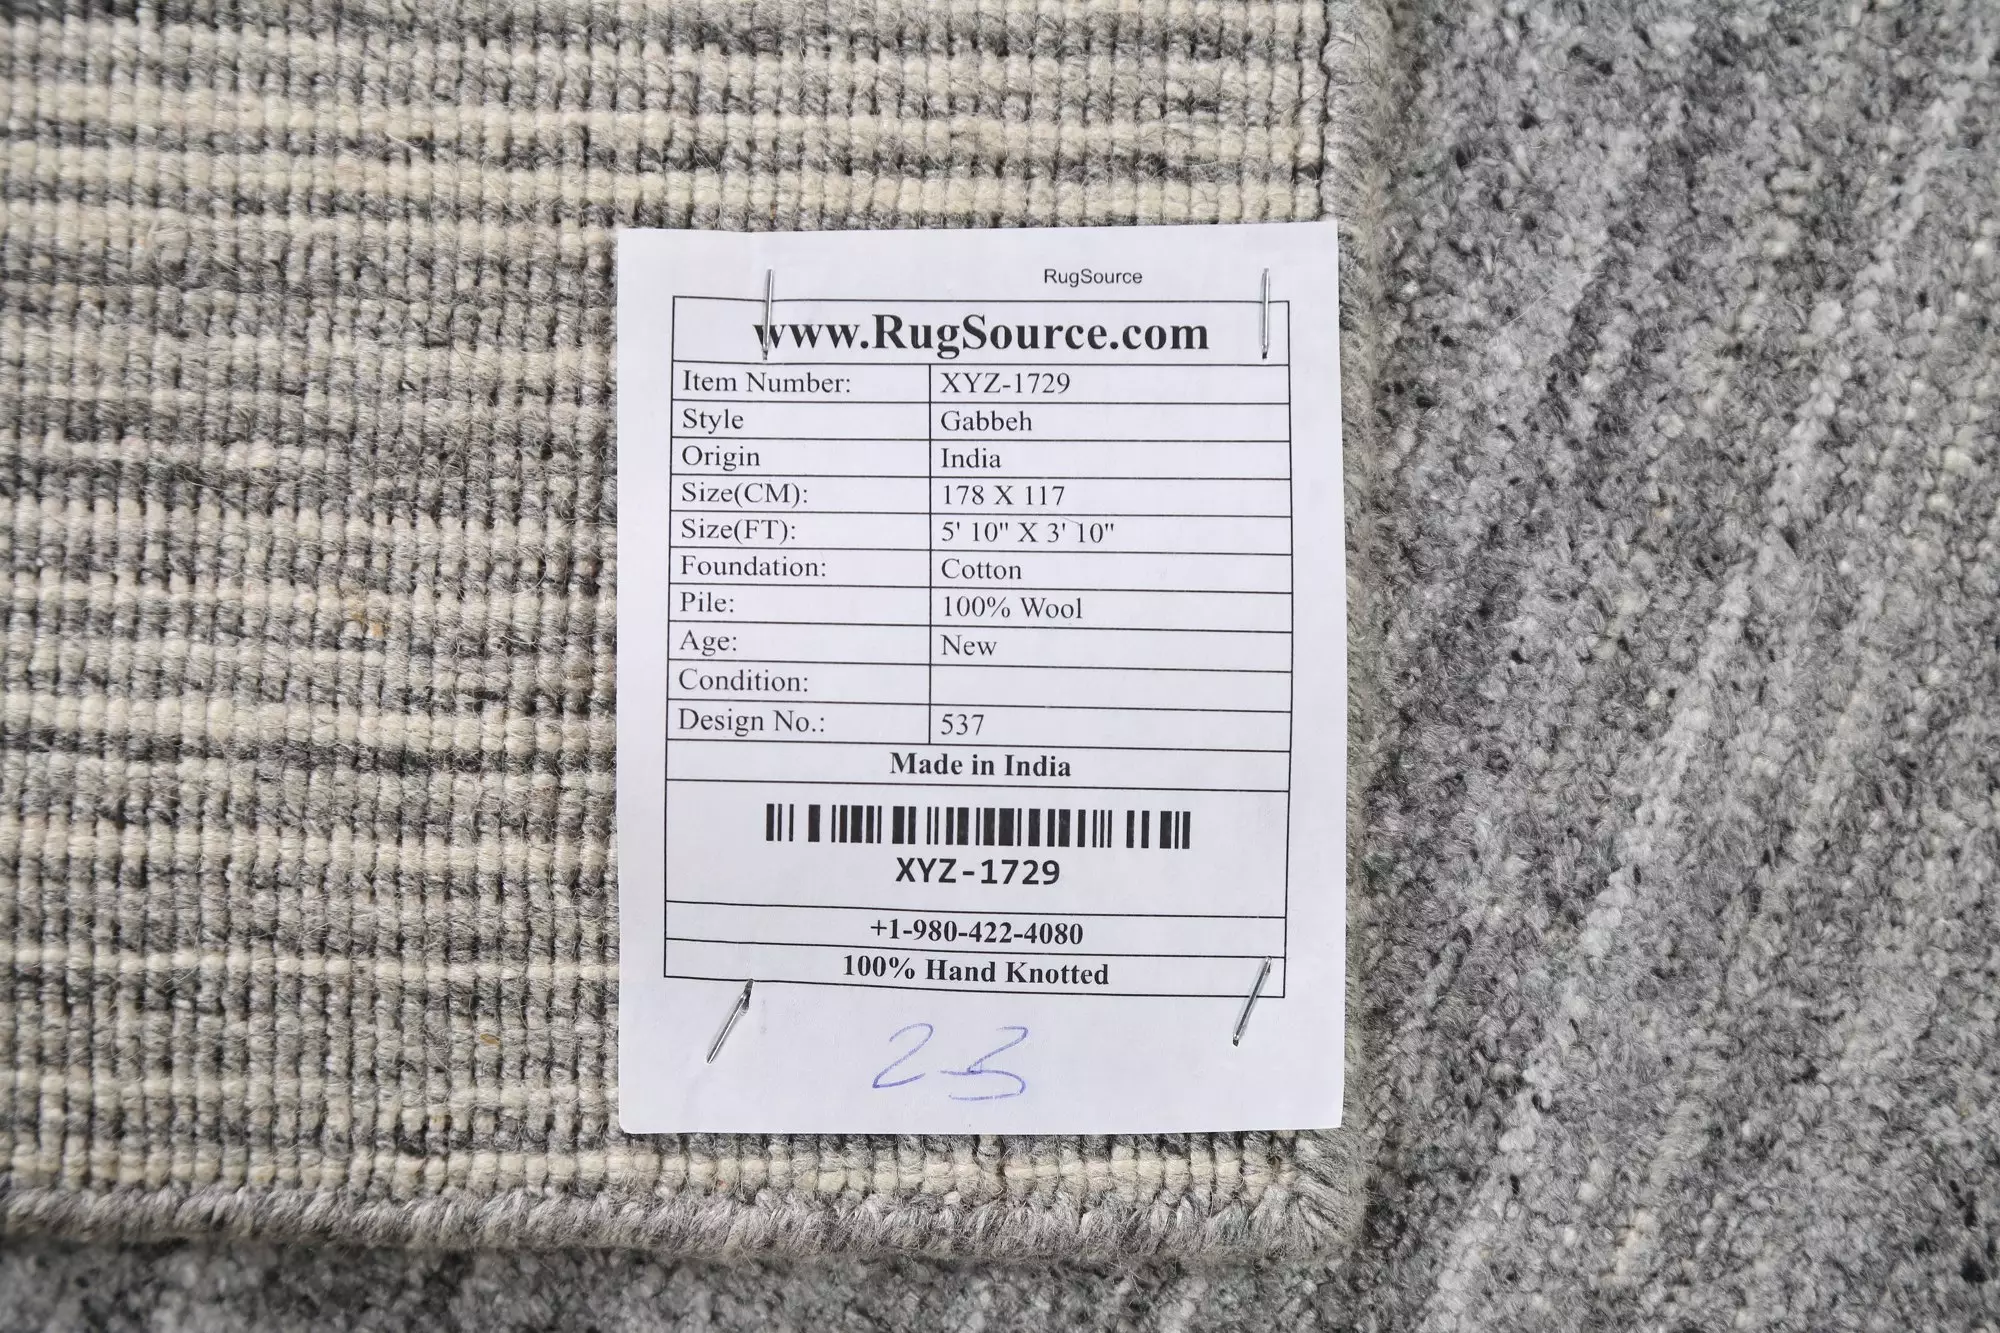 RugSource
www.RugSource.com
Item Number: XYZ-1729
Style Gabbeh
Origin India
Size(CM): 178 X 117
Size(FT): 5' 10" X 3' 10"
Foundation: Cotton
Pile: 100% Wool
Age: New
Condition:
Design No.: 537
Made in India
XYZ-1729
+1-980-422-4080
100% Hand Knotted